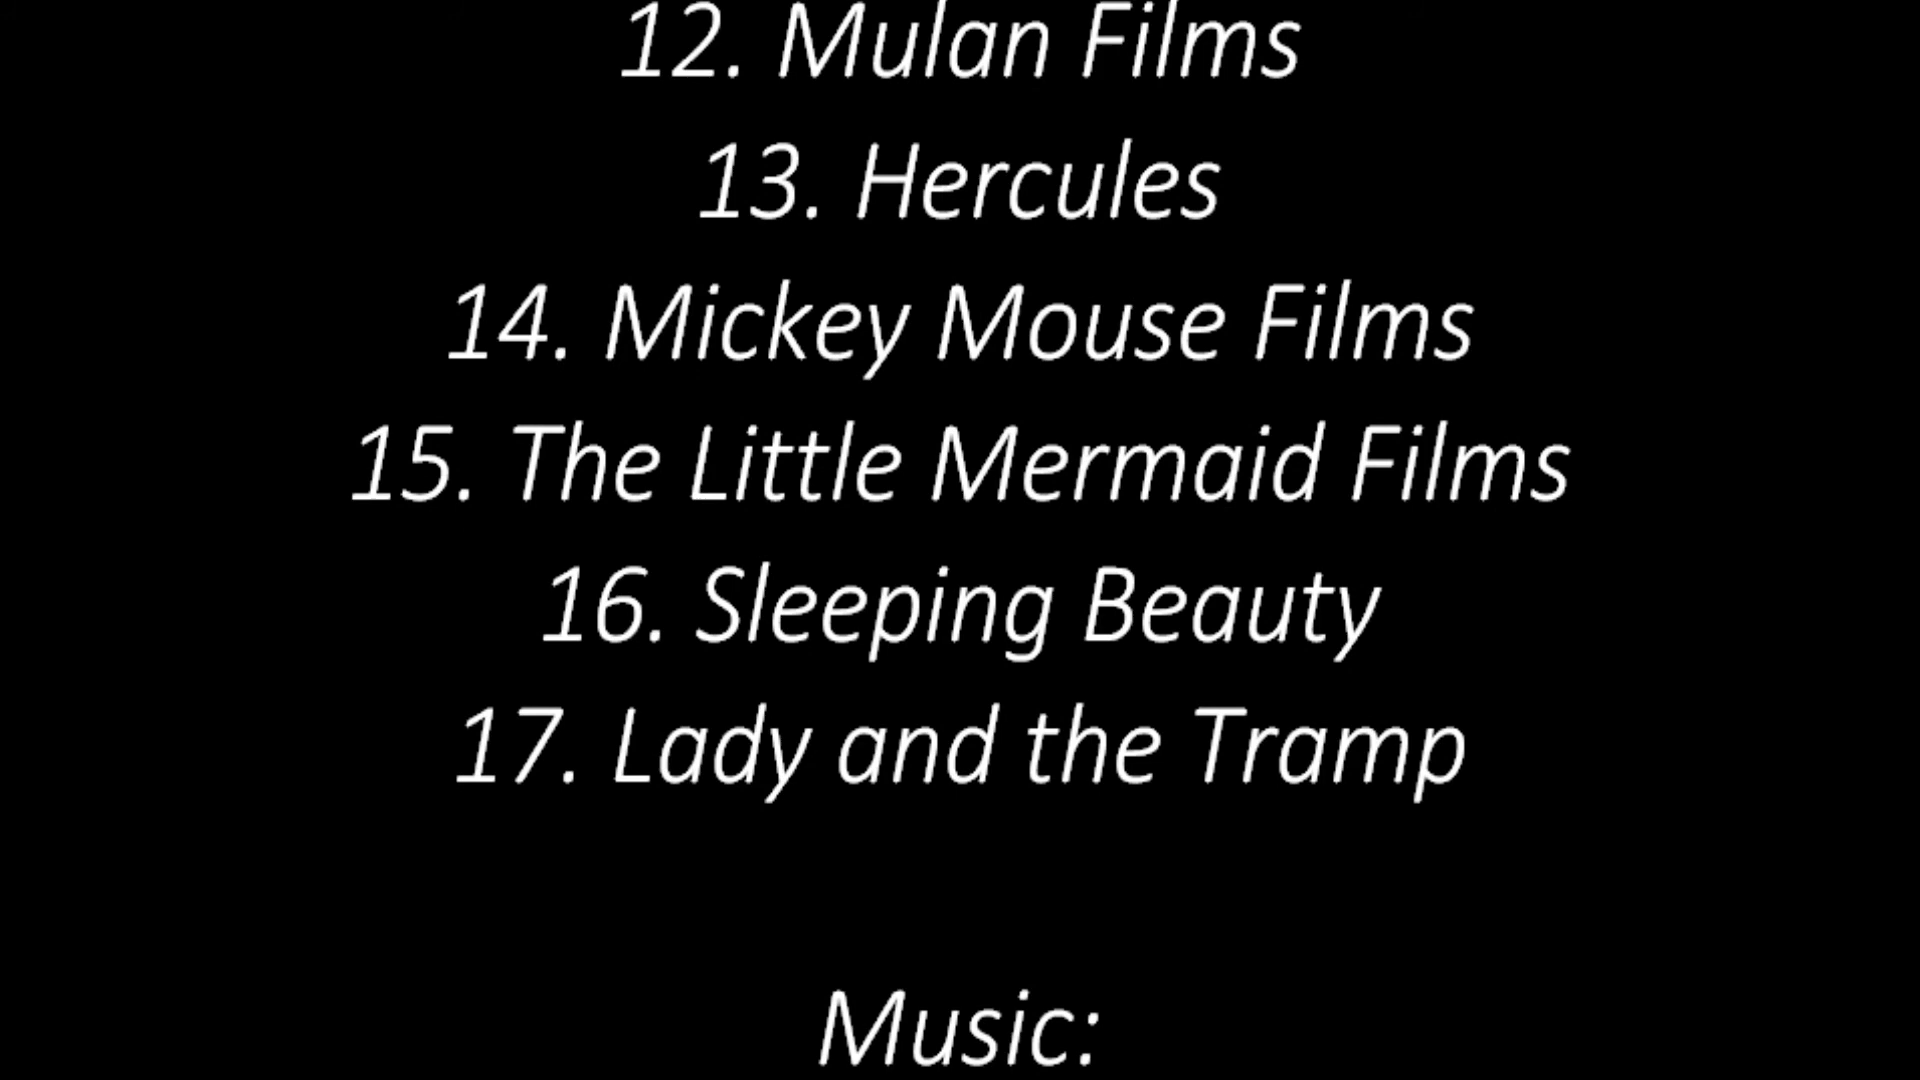 12. Mulan Films
13. Hercules
14. Mickey Mouse Films
15. The Little Mermaid Films
16. Sleeping Beauty
17. Lady and the Tramp
Music: